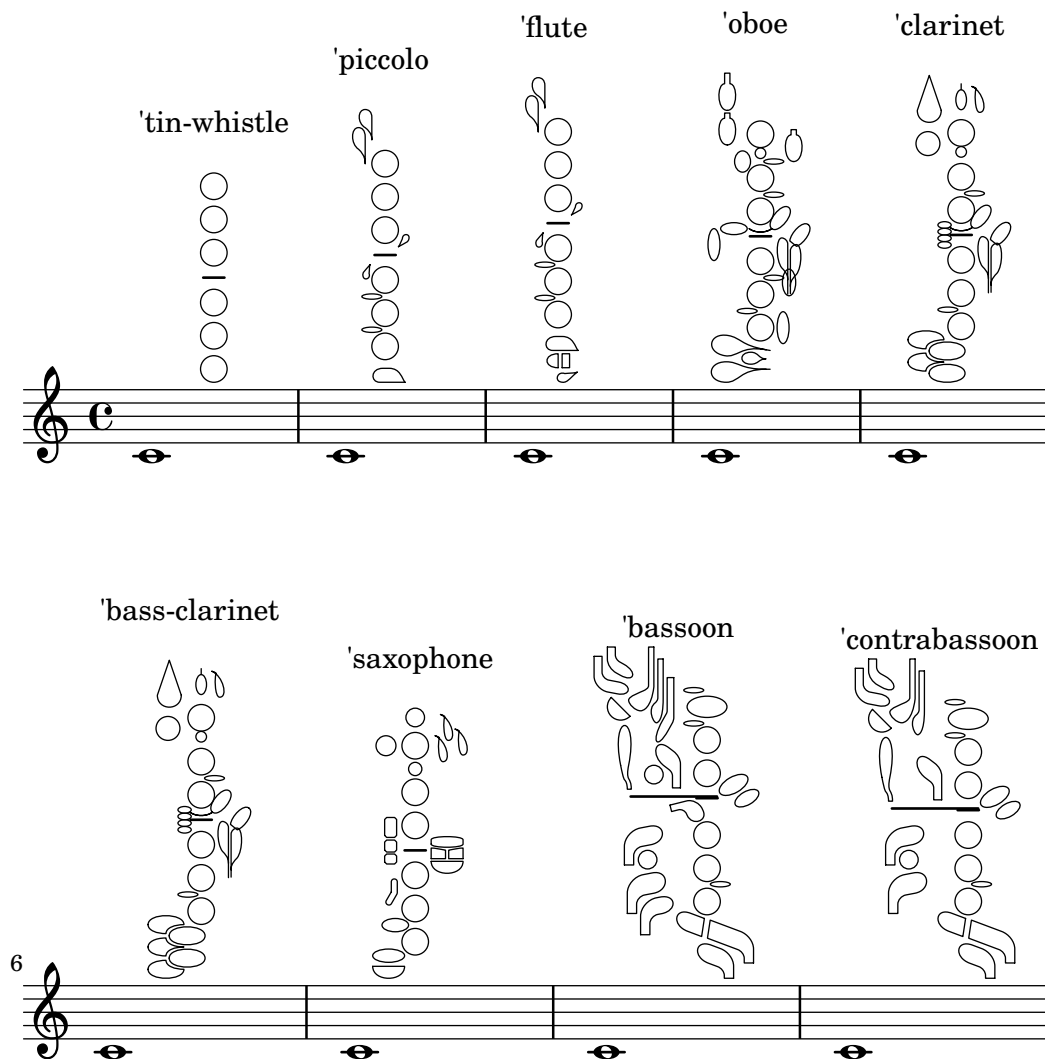 'tin-whistle 'piccolo 'flute 'oboe 'clarinet
'bass-clarinet 'saxophone 'bassoon 'contrabassoon
6